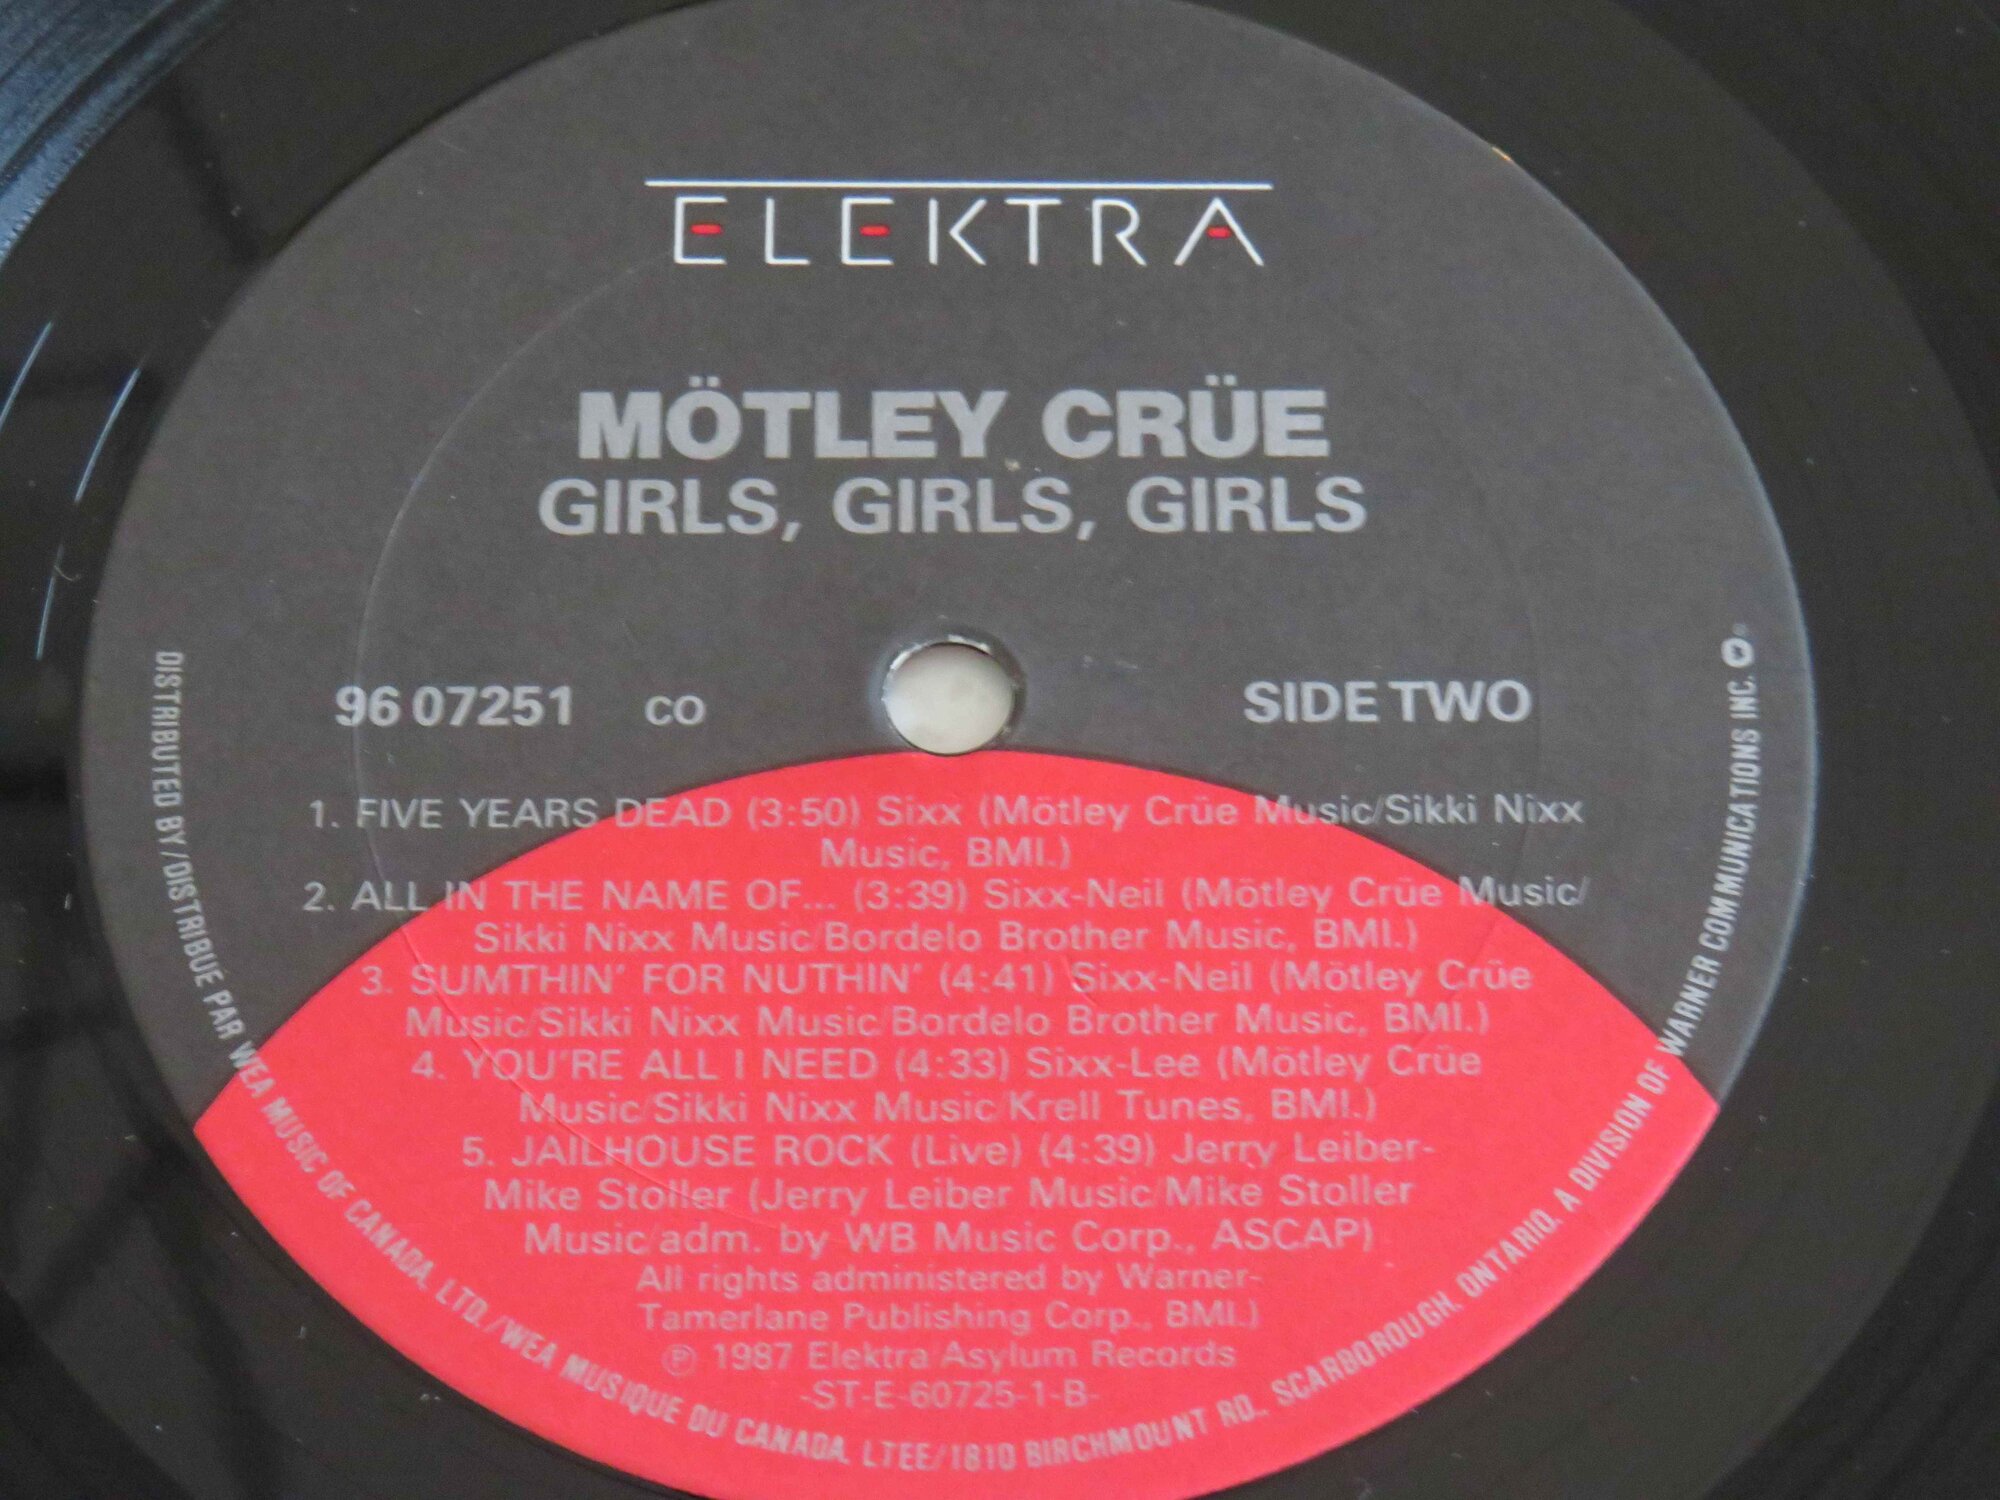 ELEKTRA
MÖTLEY CRÜE
GIRLS, GIRLS, GIRLS
96 07251 CO SIDE TWO
1. FIVE YEARS DEAD (3:50) Sixx (Mötley Crüe Music/Sikki Nixx
Music, BMI.)
2. ALL IN THE NAME OF... (3:39) Sixx-Neil (Mötley Crüe Music/
Sikki Nixx Music/Bordelo Brother Music, BMI.)
3. SUMTHIN' FOR NUTHIN' (4:41) Sixx-Neil (Mötley Crüe
Music/Sikki Nixx Music/Bordelo Brother Music, BMI.)
4. YOU'RE ALL I NEED (4:33) Sixx-Lee (Mötley Crüe
Music/Sikki Nixx Music/Krell Tunes, BMI.)
5. JAILHOUSE ROCK (Live) (4:39) Jerry Leiber-
Mike Stoller (Jerry Leiber Music/Mike Stoller
Music/adm. by WB Music Corp., ASCAP)
All rights administered by Warner-
Tamerlane Publishing Corp., BMI.)
℗ 1987 Elektra/Asylum Records
-ST-E-60725-1-B-
DISTRIBUTED BY/DISTRIBUÉ PAR WEA MUSIC OF CANADA, LTD./WEA MUSIQUE DU CANADA, LTEE/1810 BIRCHMOUNT RD., SCARBOROUGH, ONTARIO, A DIVISION OF WARNER COMMUNICATIONS INC.